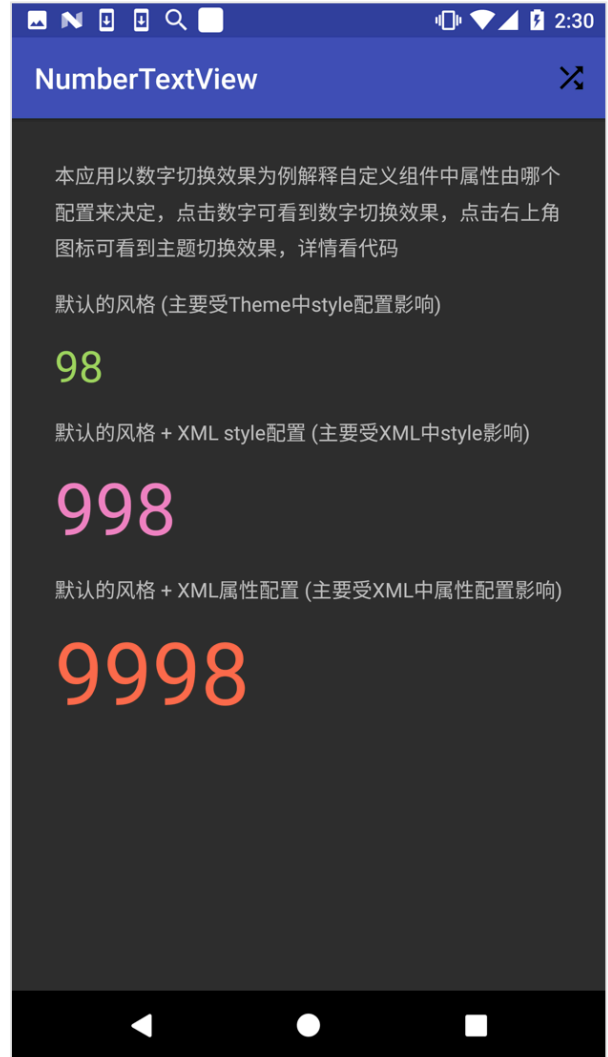 2:30
NumberTextView
本应用以数字切换效果为例解释自定义组件中属性由哪个
配置来决定，点击数字可看到数字切换效果，点击右上角
图标可看到主题切换效果，详情看代码
默认的风格 (主要受Theme中style配置影响)
98
默认的风格 + XML style配置 (主要受XML中style影响)
998
默认的风格 + XML属性配置 (主要受XML中属性配置影响)
9998